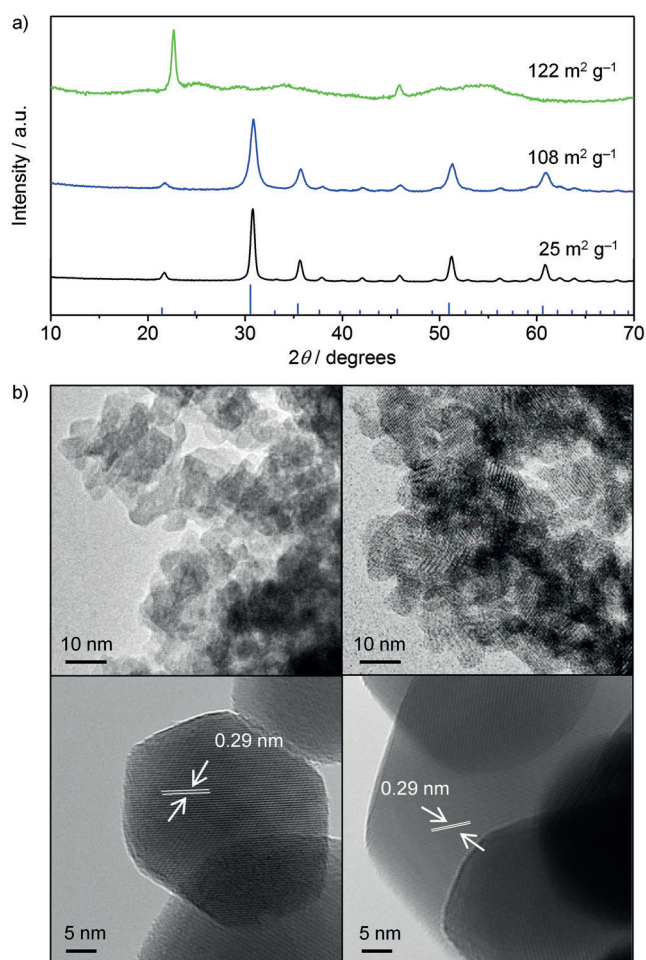 a)
Intensity / a.u.
122 m² g⁻¹
108 m² g⁻¹
25 m² g⁻¹
10 20 30 40 50 60 70
2θ / degrees
b)
10 nm
10 nm
0.29 nm
5 nm
0.29 nm
5 nm